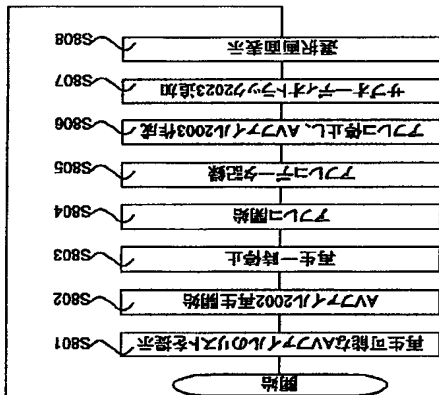 開始
再生可能なAVファイルのリストを提示 S801
AVファイル2002再生開始 S802
再生一時停止 S803
アフレコ開始 S804
アフレコデータ記録 S805
アフレコ停止し、AVファイル2003作成 S806
サブオーディオトラック2023追加 S807
選択画面表示 S808